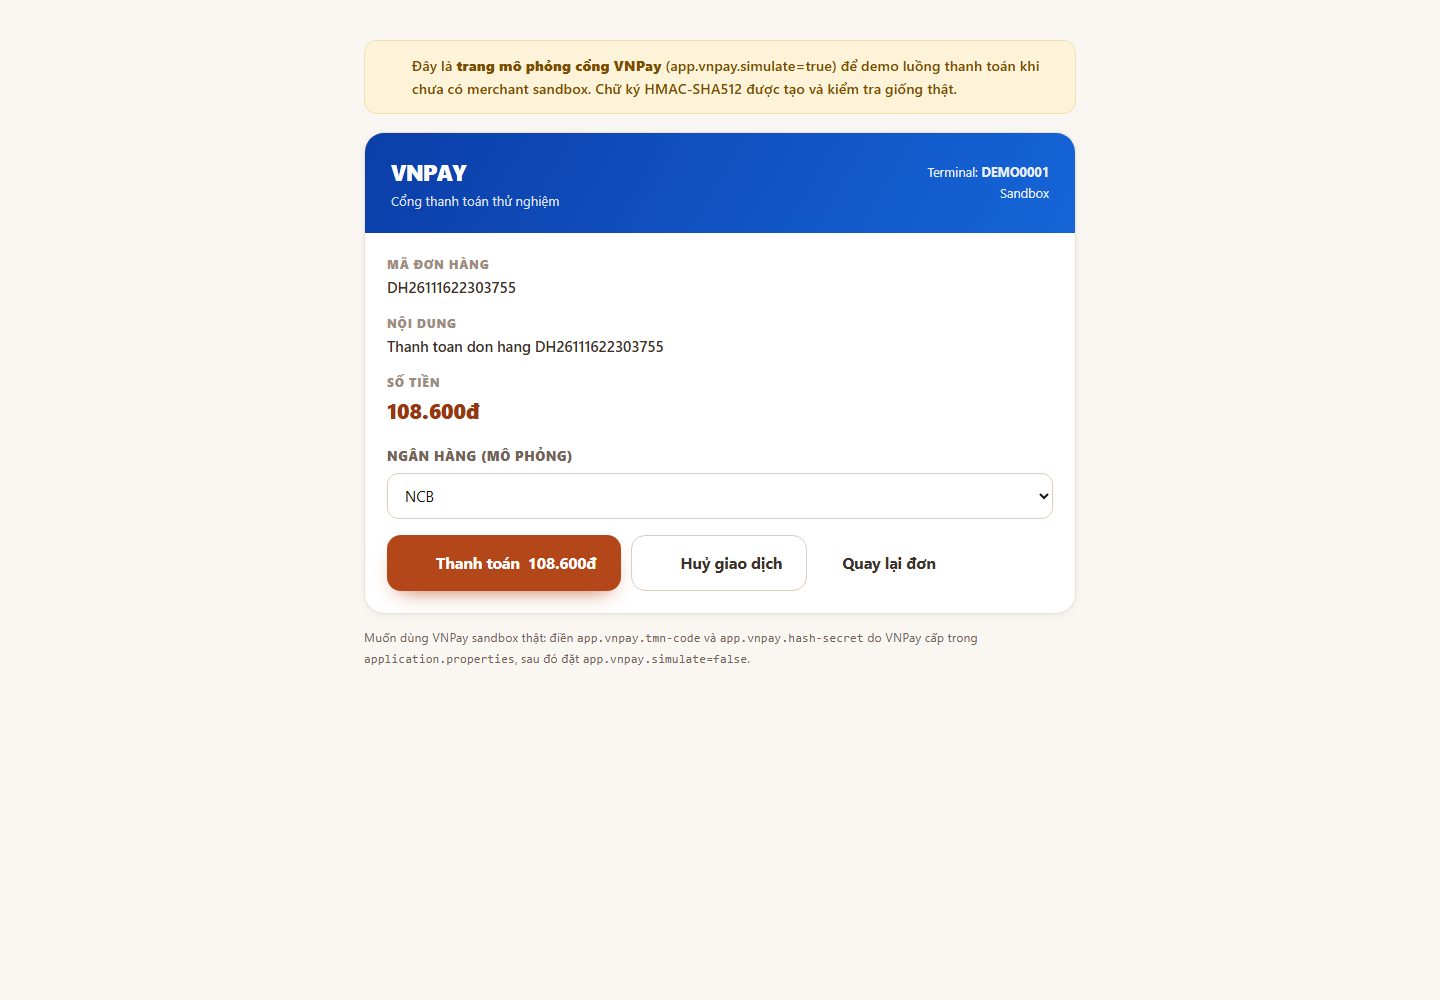 Đây là trang mô phỏng cổng VNPay (app.vnpay.simulate=true) để demo luồng thanh toán khi
chưa có merchant sandbox. Chữ ký HMAC-SHA512 được tạo và kiểm tra giống thật.
VNPAY
Cổng thanh toán thử nghiệm
Terminal: DEMO0001
Sandbox
MÃ ĐƠN HÀNG
DH26111622303755
NỘI DUNG
Thanh toan don hang DH26111622303755
SỐ TIỀN
108.600đ
NGÂN HÀNG (MÔ PHỎNG)
NCB
Thanh toán 108.600đ
Huỷ giao dịch
Quay lại đơn
Muốn dùng VNPay sandbox thật: điền app.vnpay.tmn-code và app.vnpay.hash-secret do VNPay cấp trong
application.properties, sau đó đặt app.vnpay.simulate=false.